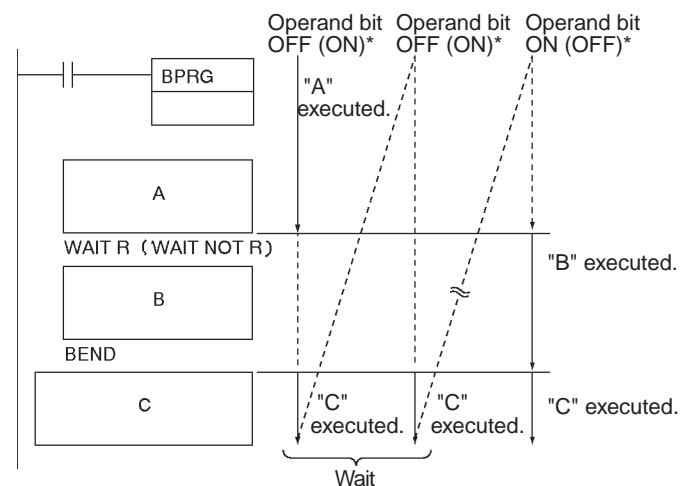 Operand bit
OFF (ON)*
Operand bit
OFF (ON)*
Operand bit
ON (OFF)*
BPRG
"A"
executed.
A
WAIT R (WAIT NOT R)
"B" executed.
B
BEND
C
"C"
executed.
"C"
executed.
"C" executed.
Wait